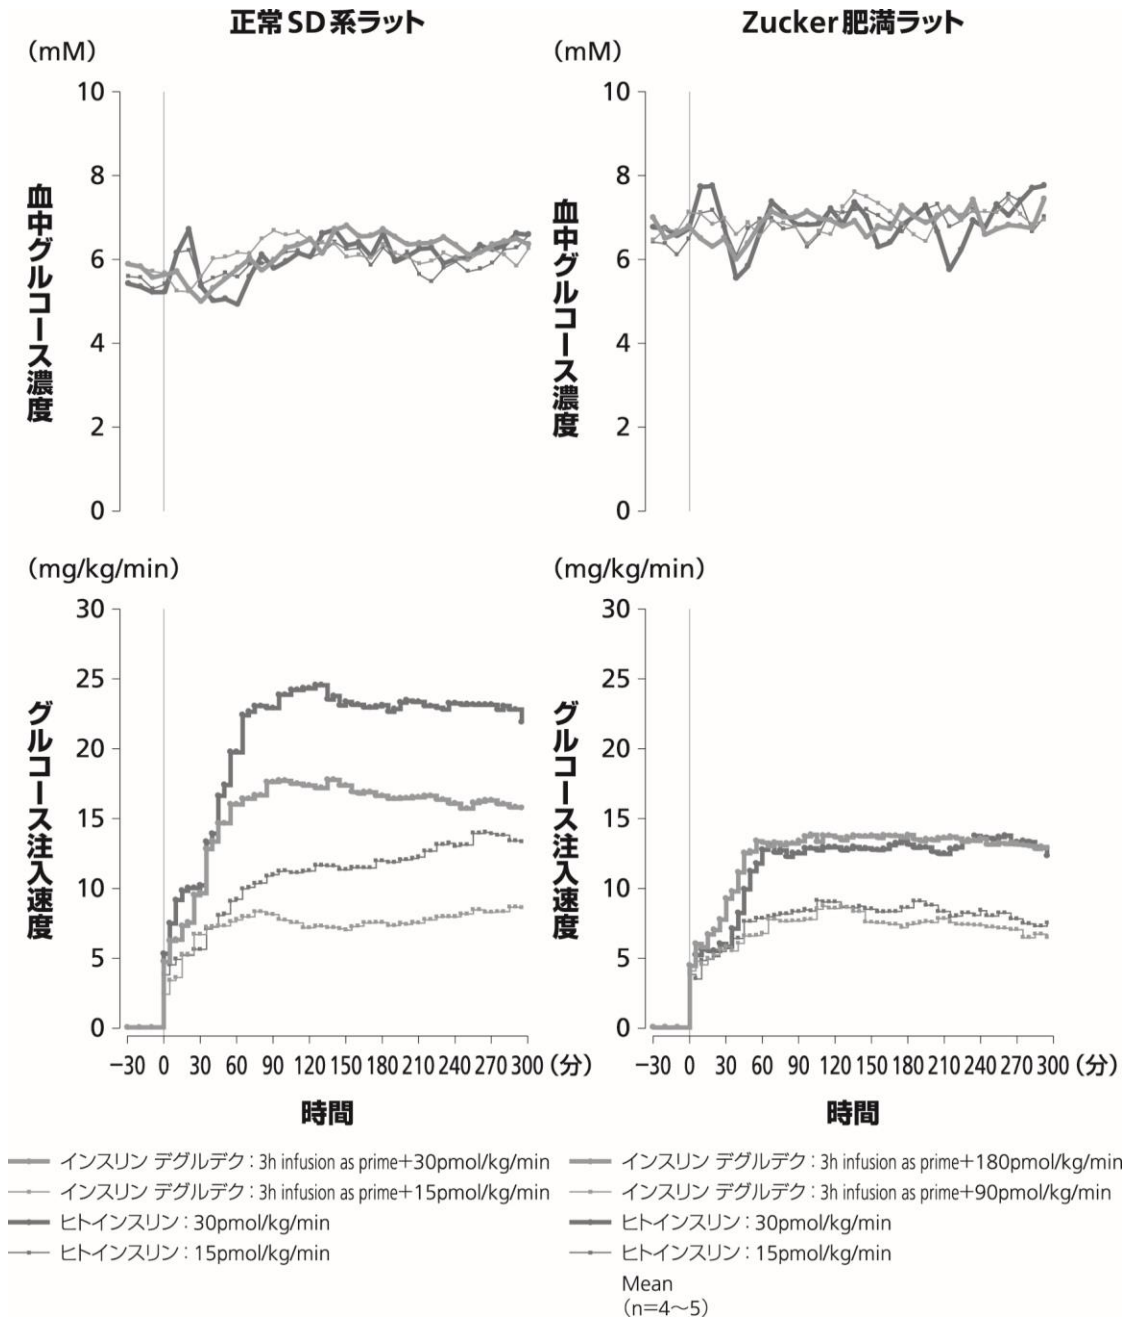 正常SD系ラット
(mM)
10
8
6
4
2
0
血中グルコース濃度
Zucker肥満ラット
(mM)
10
8
6
4
2
0
血中グルコース濃度
(mg/kg/min)
30
25
20
15
10
5
0
グルコース注入速度
−30 0 30 60 90 120 150 180 210 240 270 300 (分)
時間
(mg/kg/min)
30
25
20
15
10
5
0
グルコース注入速度
−30 0 30 60 90 120 150 180 210 240 270 300 (分)
時間
インスリン デグルデク：3h infusion as prime+30pmol/kg/min
インスリン デグルデク：3h infusion as prime+15pmol/kg/min
ヒトインスリン：30pmol/kg/min
ヒトインスリン：15pmol/kg/min
インスリン デグルデク：3h infusion as prime+180pmol/kg/min
インスリン デグルデク：3h infusion as prime+90pmol/kg/min
ヒトインスリン：30pmol/kg/min
ヒトインスリン：15pmol/kg/min
Mean
(n=4〜5)